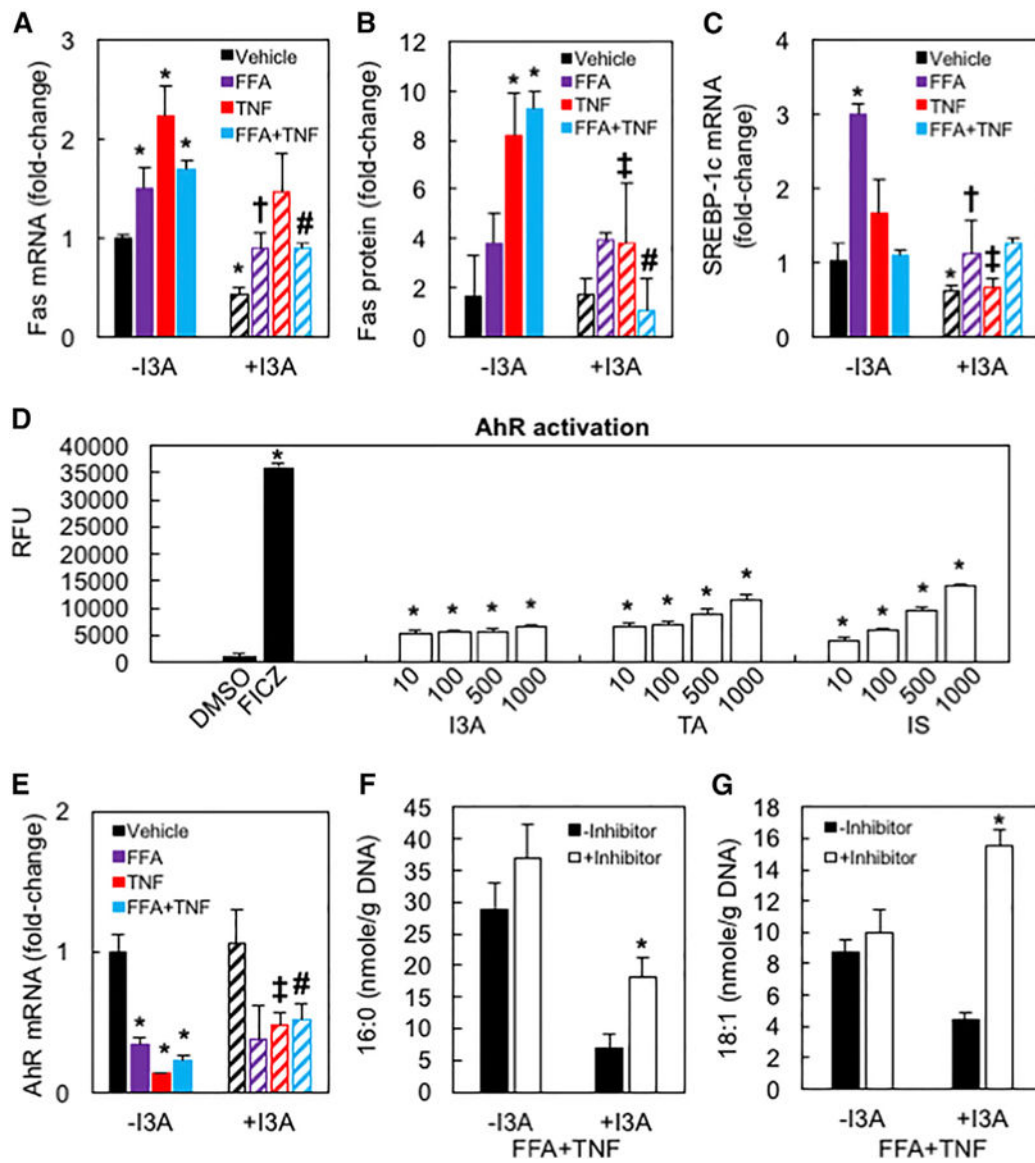 A
Fas mRNA (fold-change)
3
2
1
0
Vehicle
FFA
TNF
FFA+TNF
* * * * * † #
-I3A +I3A
B
Fas protein (fold-change)
12
10
8
6
4
2
0
Vehicle
FFA
TNF
FFA+TNF
* * ‡ #
-I3A +I3A
C
SREBP-1c mRNA
(fold-change)
4
3
2
1
0
Vehicle
FFA
TNF
FFA+TNF
* * † ‡
-I3A +I3A
D
AhR activation
RFU
40000
35000
30000
25000
20000
15000
10000
5000
0
* * * * * * * * * * * * *
DMSO FICZ 10 100 500 1000 10 100 500 1000 10 100 500 1000
I3A TA IS
E
AhR mRNA (fold-change)
2
1
0
Vehicle
FFA
TNF
FFA+TNF
* * * ‡ #
-I3A +I3A
F
16:0 (nmole/g DNA)
45
40
35
30
25
20
15
10
5
0
-Inhibitor
+Inhibitor
*
-I3A +I3A
FFA+TNF
G
18:1 (nmole/g DNA)
18
16
14
12
10
8
6
4
2
0
-Inhibitor
+Inhibitor
*
-I3A +I3A
FFA+TNF